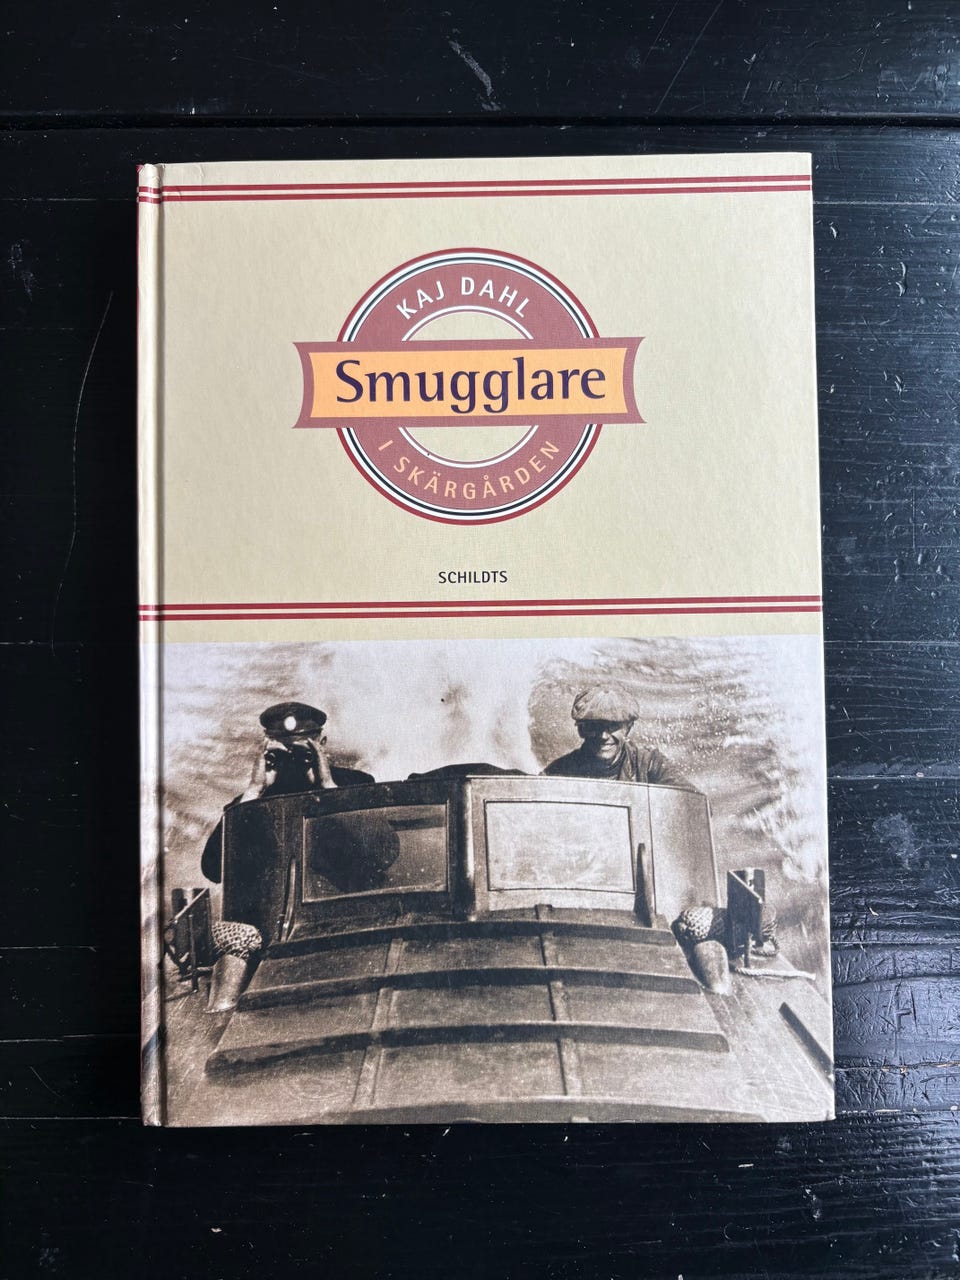 KAJ DAHL
Smugglare
I SKÄRGÅRDEN
SCHILDTS